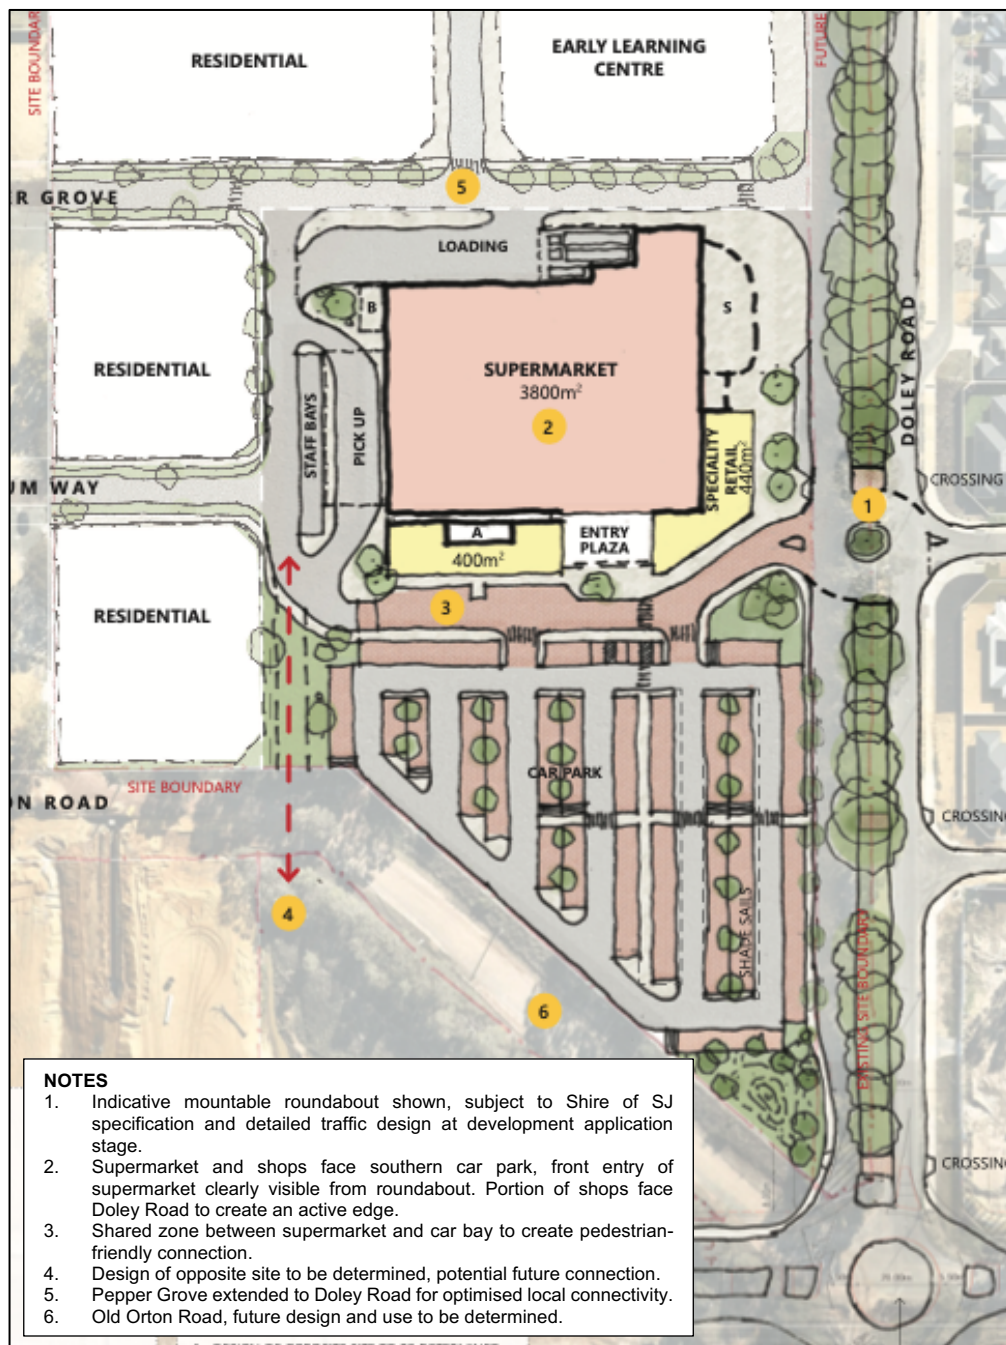 SITE BOUNDAR
RESIDENTIAL
EARLY LEARNING
CENTRE
FUTURE
5
ER GROVE
LOADING
B
S
RESIDENTIAL
SUPERMARKET
3800m²
2
STAFF BAYS
PICK UP
SPECIALITY
RETAIL
440m²
DOLEY ROAD
CROSSING
UM WAY
1
A
400m²
ENTRY
PLAZA
3
RESIDENTIAL
SITE BOUNDARY
ON ROAD
CAR PARK
CROSSING
SHADE SAILS
4
6
EXISTING SITE BOUNDARY
CROSSING
NOTES
1. Indicative mountable roundabout shown, subject to Shire of SJ
specification and detailed traffic design at development application
stage.
2. Supermarket and shops face southern car park, front entry of
supermarket clearly visible from roundabout. Portion of shops face
Doley Road to create an active edge.
3. Shared zone between supermarket and car bay to create pedestrian-
friendly connection.
4. Design of opposite site to be determined, potential future connection.
5. Pepper Grove extended to Doley Road for optimised local connectivity.
6. Old Orton Road, future design and use to be determined.